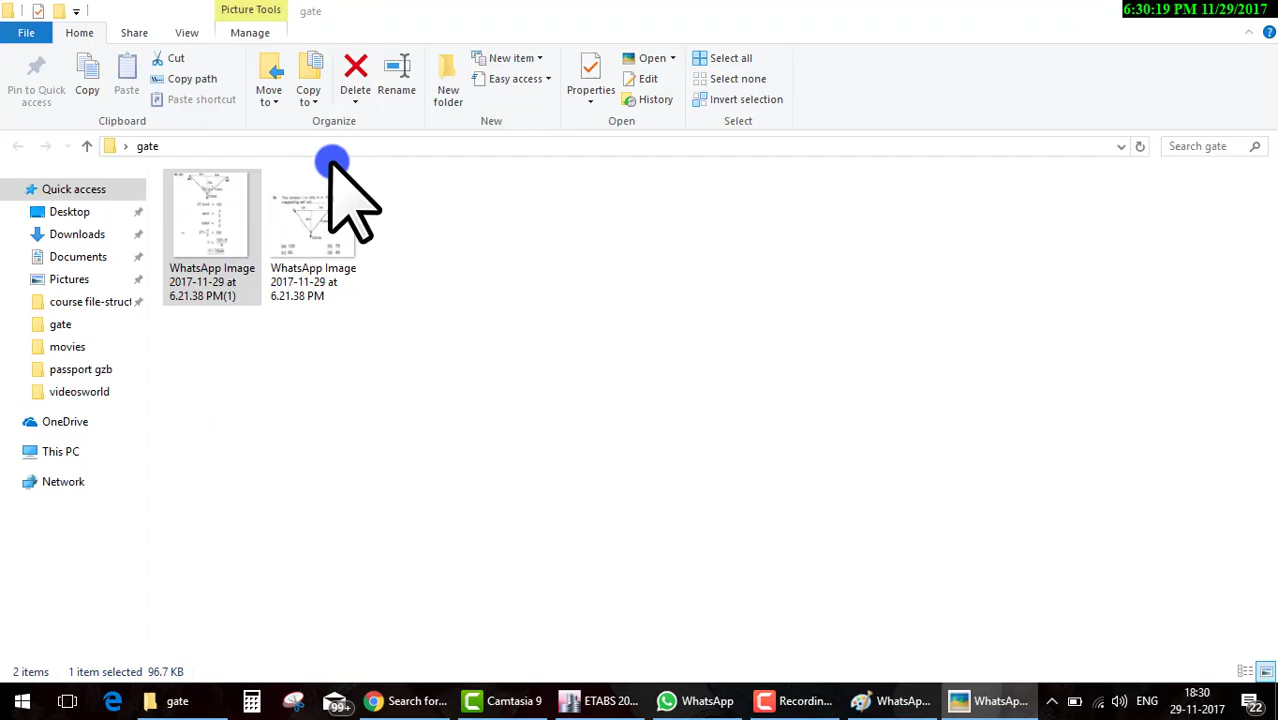 Picture Tools
gate
6:30:19 PM 11/29/2017
File
Home
Share
View
Manage
Pin to Quick access
Copy
Paste
Cut
Copy path
Paste shortcut
Clipboard
Move to
Copy to
Delete
Rename
Organize
New folder
New item
Easy access
New
Properties
Open
Edit
History
Open
Select all
Select none
Invert selection
Select
gate
Search gate
Quick access
Desktop
Downloads
Documents
Pictures
course file-struct
gate
movies
passport gzb
videosworld
OneDrive
This PC
Network
WhatsApp Image
2017-11-29 at
6.21.38 PM(1)
WhatsApp Image
2017-11-29 at
6.21.38 PM
2 items
1 item selected 96.7 KB
gate
99+
Search for...
Camtasia 9
ETABS 20...
WhatsApp
Recordin...
WhatsAp...
WhatsAp...
ENG
18:30
29-11-2017
22